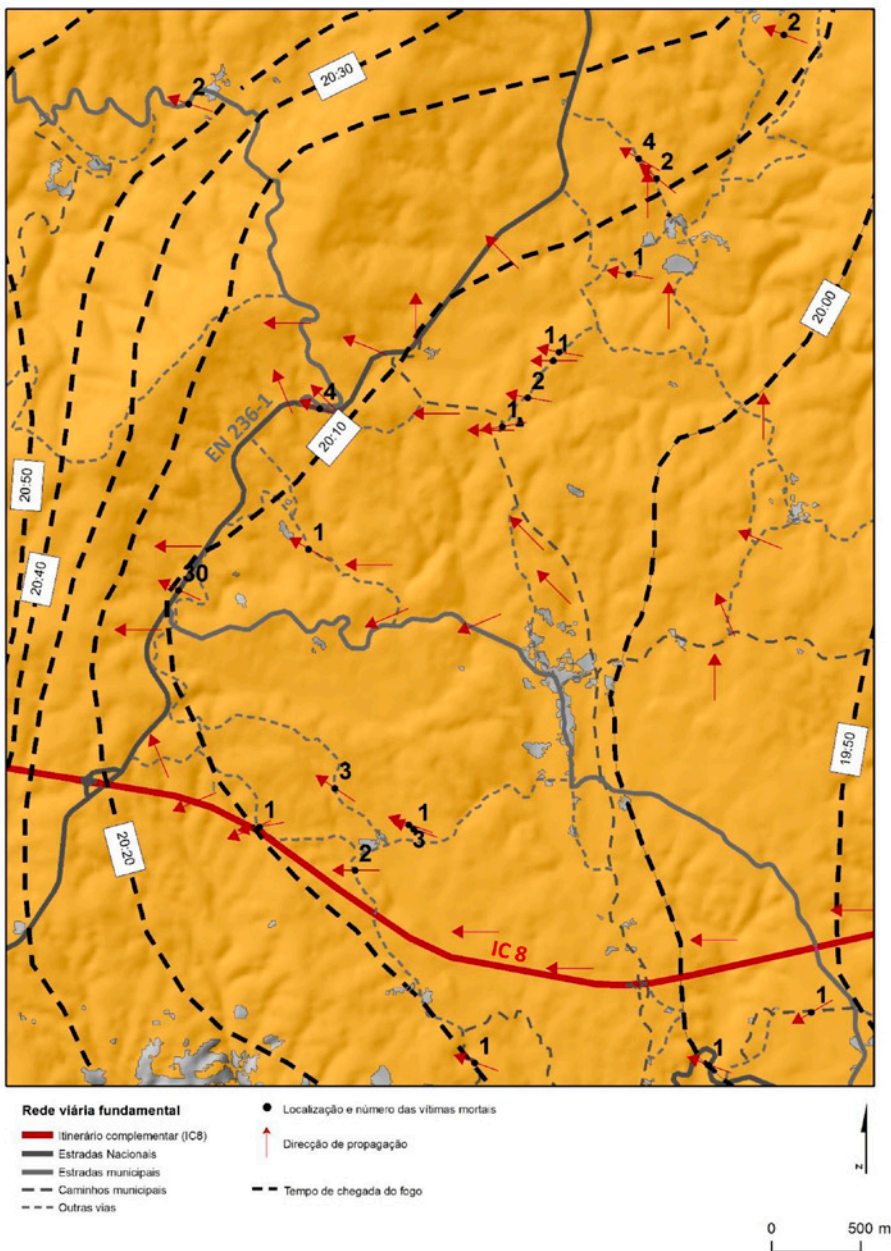 2
20:30
2
4
2
1
20:00
1
1
2
1
4
EN 236-1
20:10
20:50
1
20:40
30
19:50
3
1
1
3
20:20
2
IC 8
1
1
1
Rede viária fundamental
Itinerário complementar (IC8)
Estradas Nacionais
Estradas municipais
Caminhos municipais
Outras vias
Localização e número das vítimas mortais
Direcção de propagação
Tempo de chegada do fogo
N
0 500 m